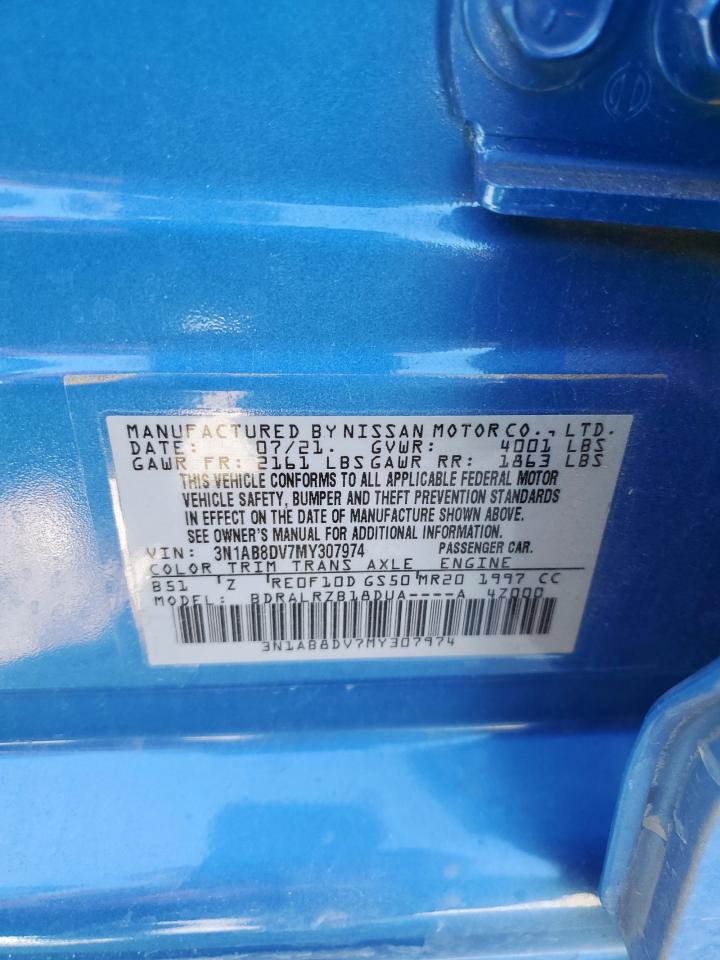 MANUFACTURED BY NISSAN MOTOR CO., LTD.
DATE: 07/21. GVWR: 4001 LBS
GAWR FR: 2161 LBS GAWR RR: 1863 LBS
THIS VEHICLE CONFORMS TO ALL APPLICABLE FEDERAL MOTOR
VEHICLE SAFETY, BUMPER AND THEFT PREVENTION STANDARDS
IN EFFECT ON THE DATE OF MANUFACTURE SHOWN ABOVE.
SEE OWNER'S MANUAL FOR ADDITIONAL INFORMATION.
VIN: 3N1AB8DV7MY307974 PASSENGER CAR.
COLOR TRIM TRANS AXLE ENGINE
B51 Z RE0F10D GS50 MR20 1997 CC
MODEL: BDRALRZB18DUA----A 47000
3N1AB8DV7MY307974